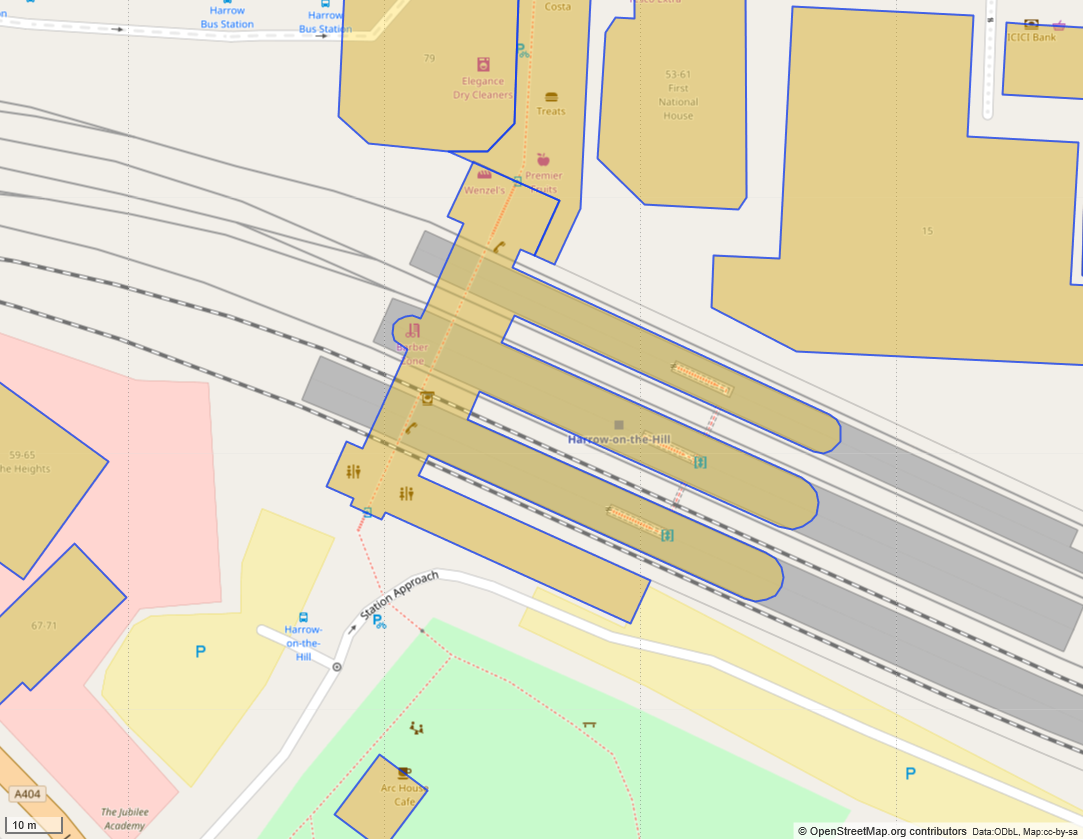 Costa
Harrow
Bus Station
Harrow
Bus Station
79
Elegance
Dry Cleaners
Treats
53-61
First
National
House
ICICI Bank
Wenzel's
Premier
Fruits
15
Barber
Zone
Harrow-on-the-Hill
59-65
he Heights
67-71
Station Approach
P
Harrow-
on-the-
Hill
P
P
P
Arc House
Cafe
A404
The Jubilee
Academy
10 m
© OpenStreetMap.org contributors Data:ODbL, Map:cc-by-sa